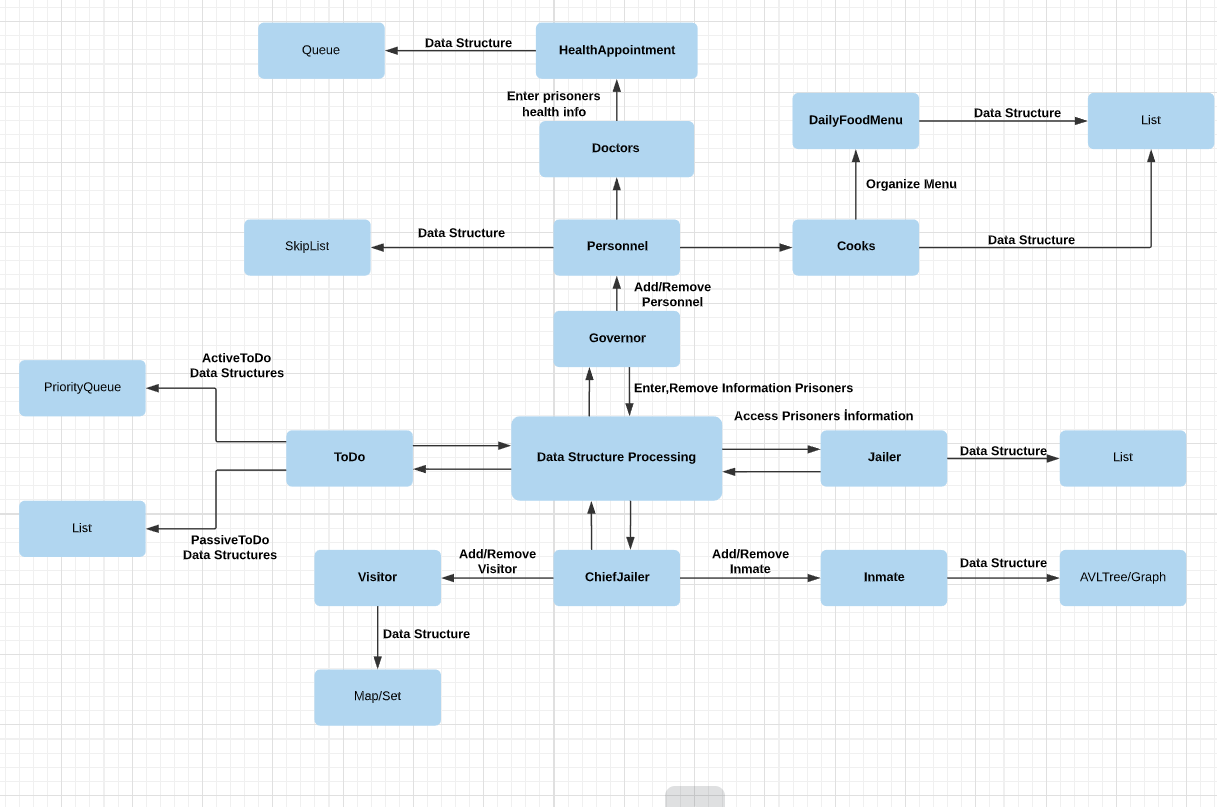 Queue
Data Structure
HealthAppointment
Enter prisoners
health info
DailyFoodMenu
Data Structure
List
Doctors
Organize Menu
SkipList
Data Structure
Personnel
Cooks
Data Structure
Add/Remove
Personnel
Governor
ActiveToDo
Data Structures
PriorityQueue
Enter,Remove Information Prisoners
Access Prisoners İnformation
ToDo
Data Structure Processing
Jailer
Data Structure
List
List
PassiveToDo
Data Structures
Visitor
Add/Remove
Visitor
ChiefJailer
Add/Remove
Inmate
Inmate
Data Structure
AVLTree/Graph
Data Structure
Map/Set